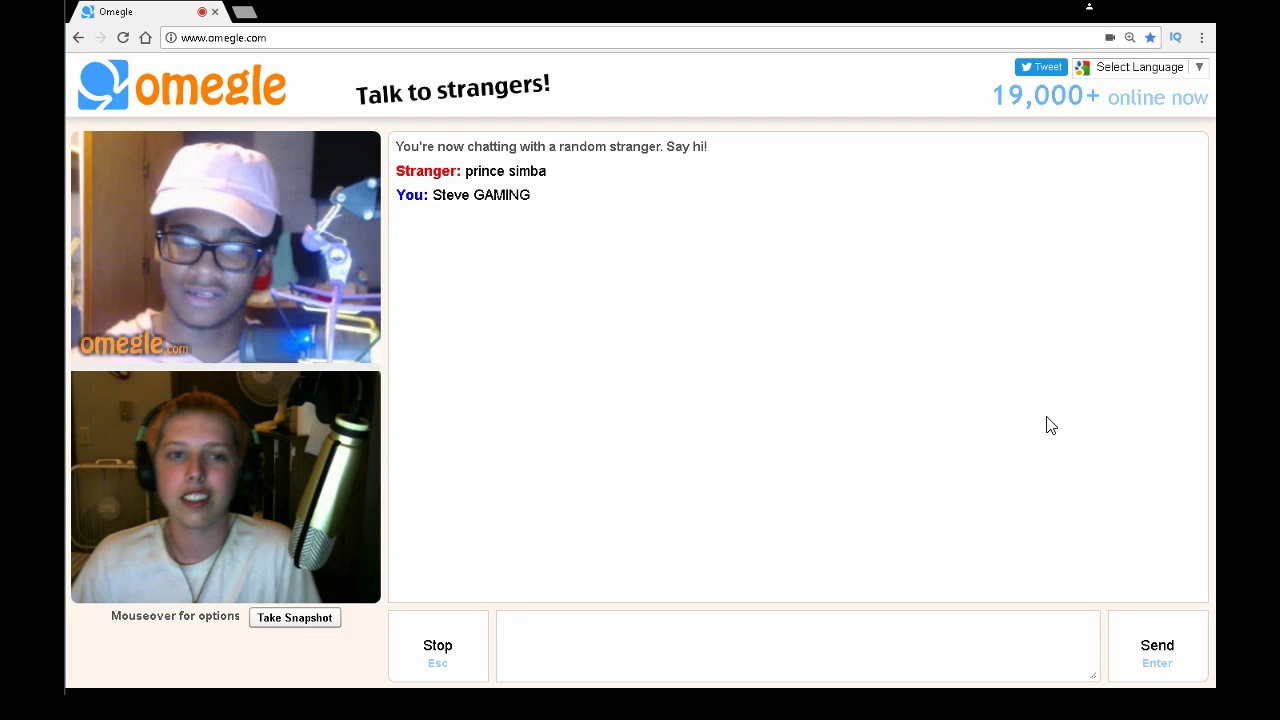 Omegle
www.omegle.com
IQ
omegle
Talk to strangers!
Tweet
Select Language
19,000+ online now
omegle.com
You're now chatting with a random stranger. Say hi!
Stranger: prince simba
You: Steve GAMING
Mouseover for options
Take Snapshot
Stop
Esc
Send
Enter